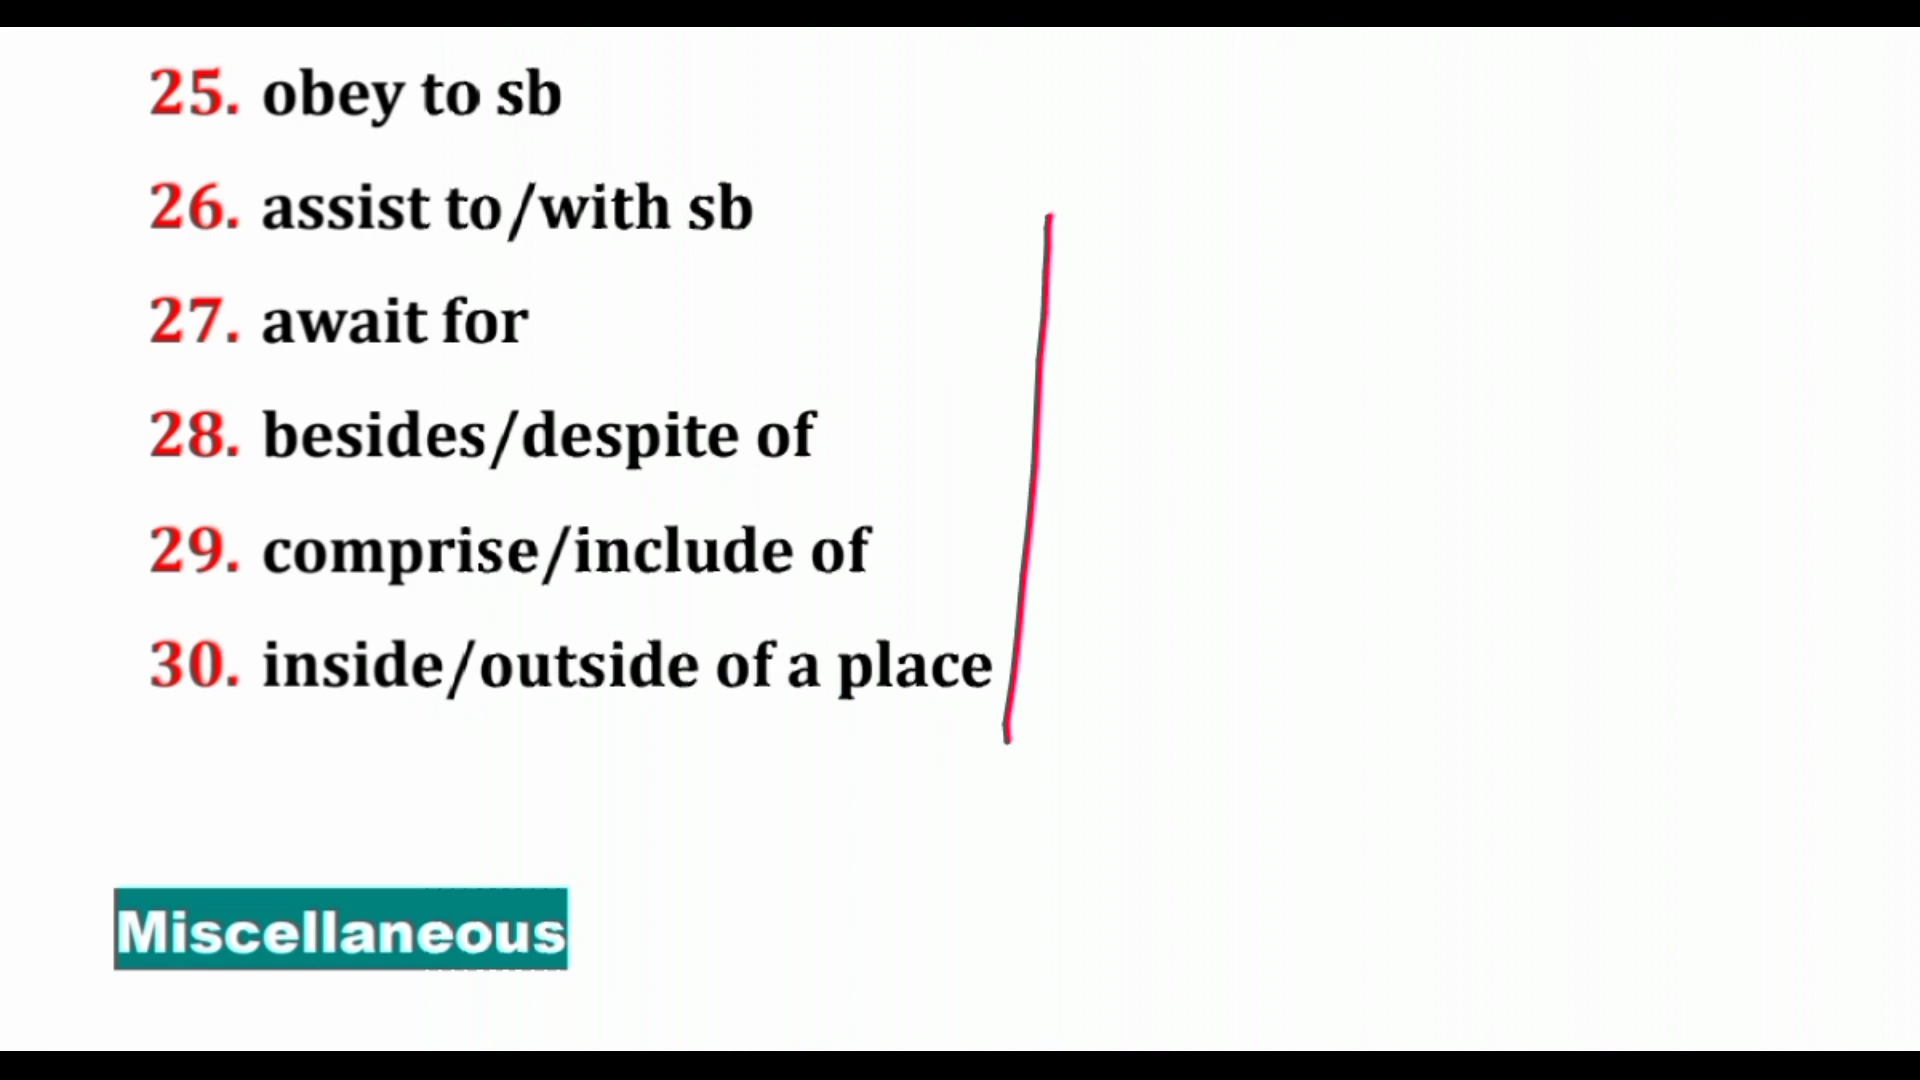 25. obey to sb
26. assist to/with sb
27. await for
28. besides/despite of
29. comprise/include of
30. inside/outside of a place
Miscellaneous